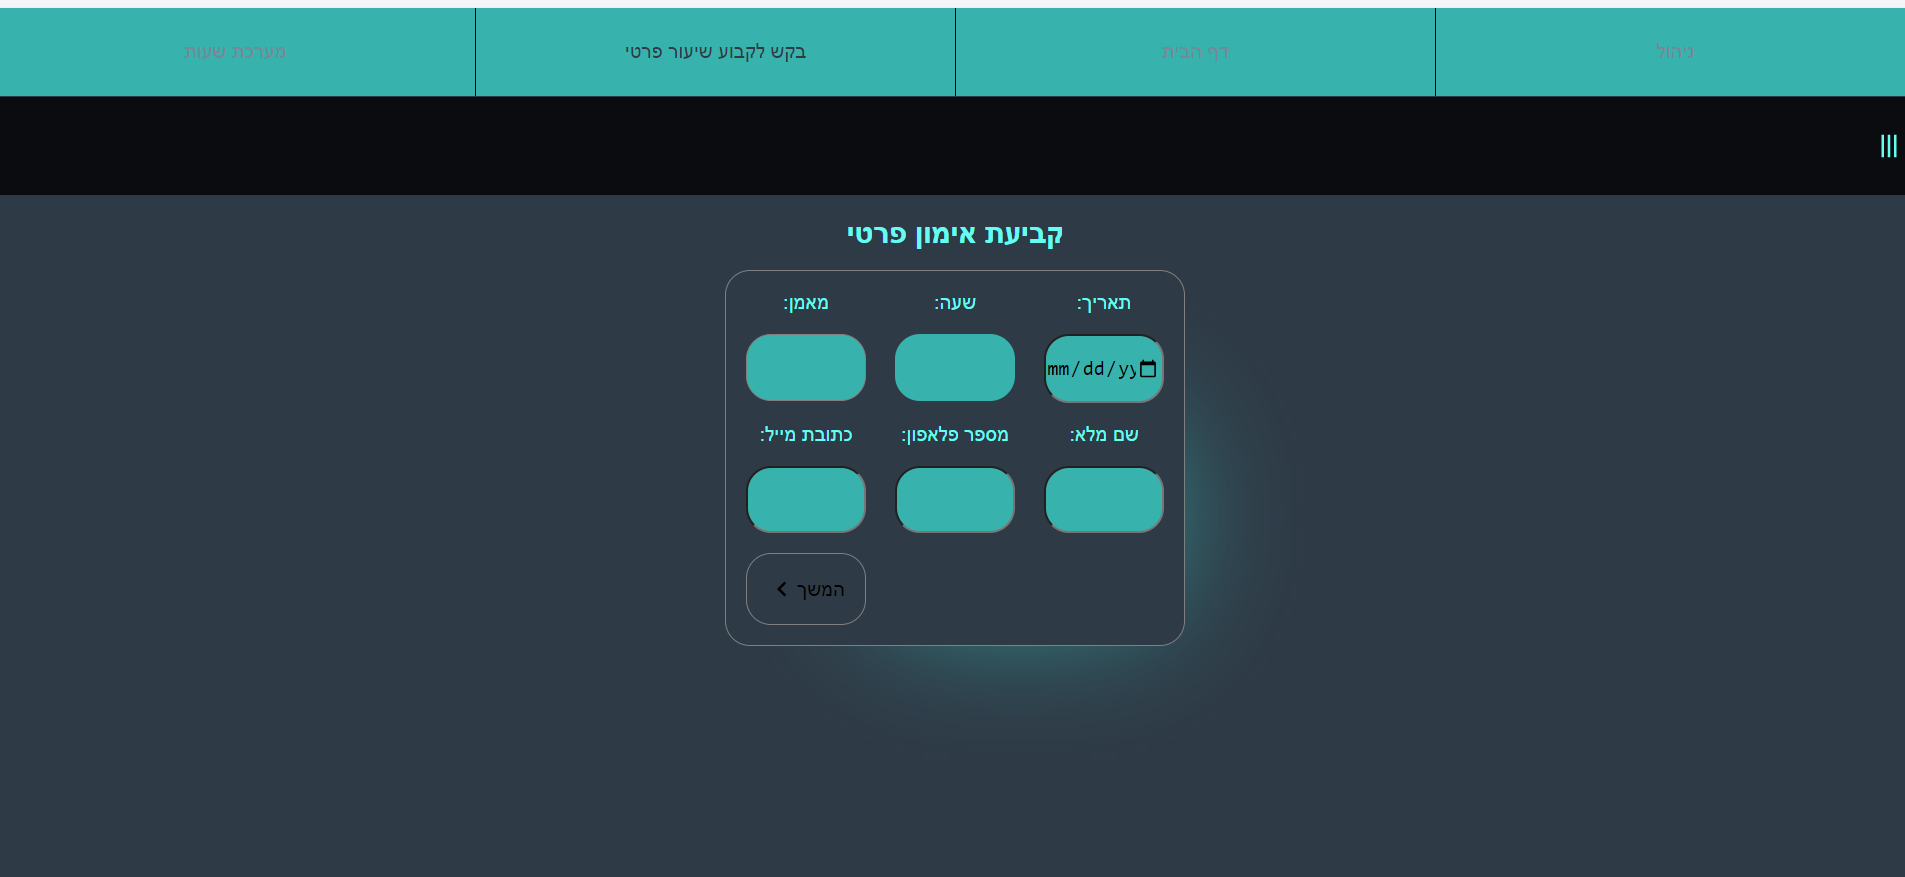 ניהול
דף הבית
בקש לקבוע שיעור פרטי
מערכת שעות
קביעת אימון פרטי
תאריך:
שעה:
מאמן:
mm/dd/yy
שם מלא:
מספר פלאפון:
כתובת מייל:
המשך